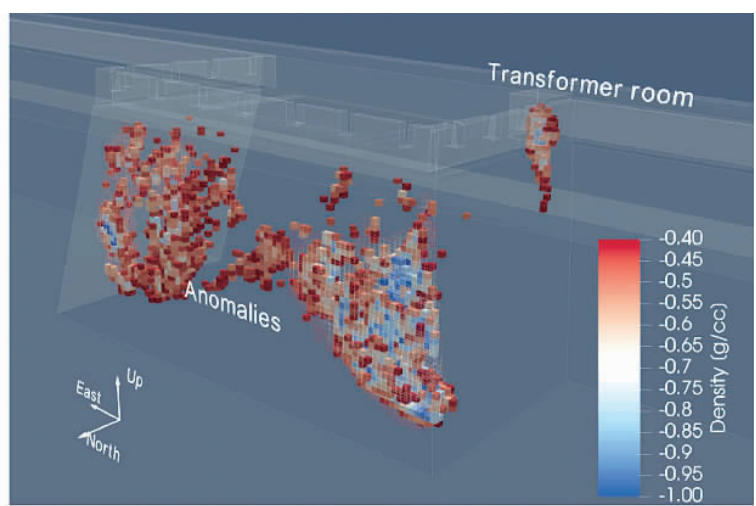 Transformer room
Anomalies
Up
East
North
-0.40
-0.45
-0.5
-0.55
-0.6
-0.65
-0.7
-0.75
-0.8
-0.85
-0.9
-0.95
-1.00
Density (g/cc)